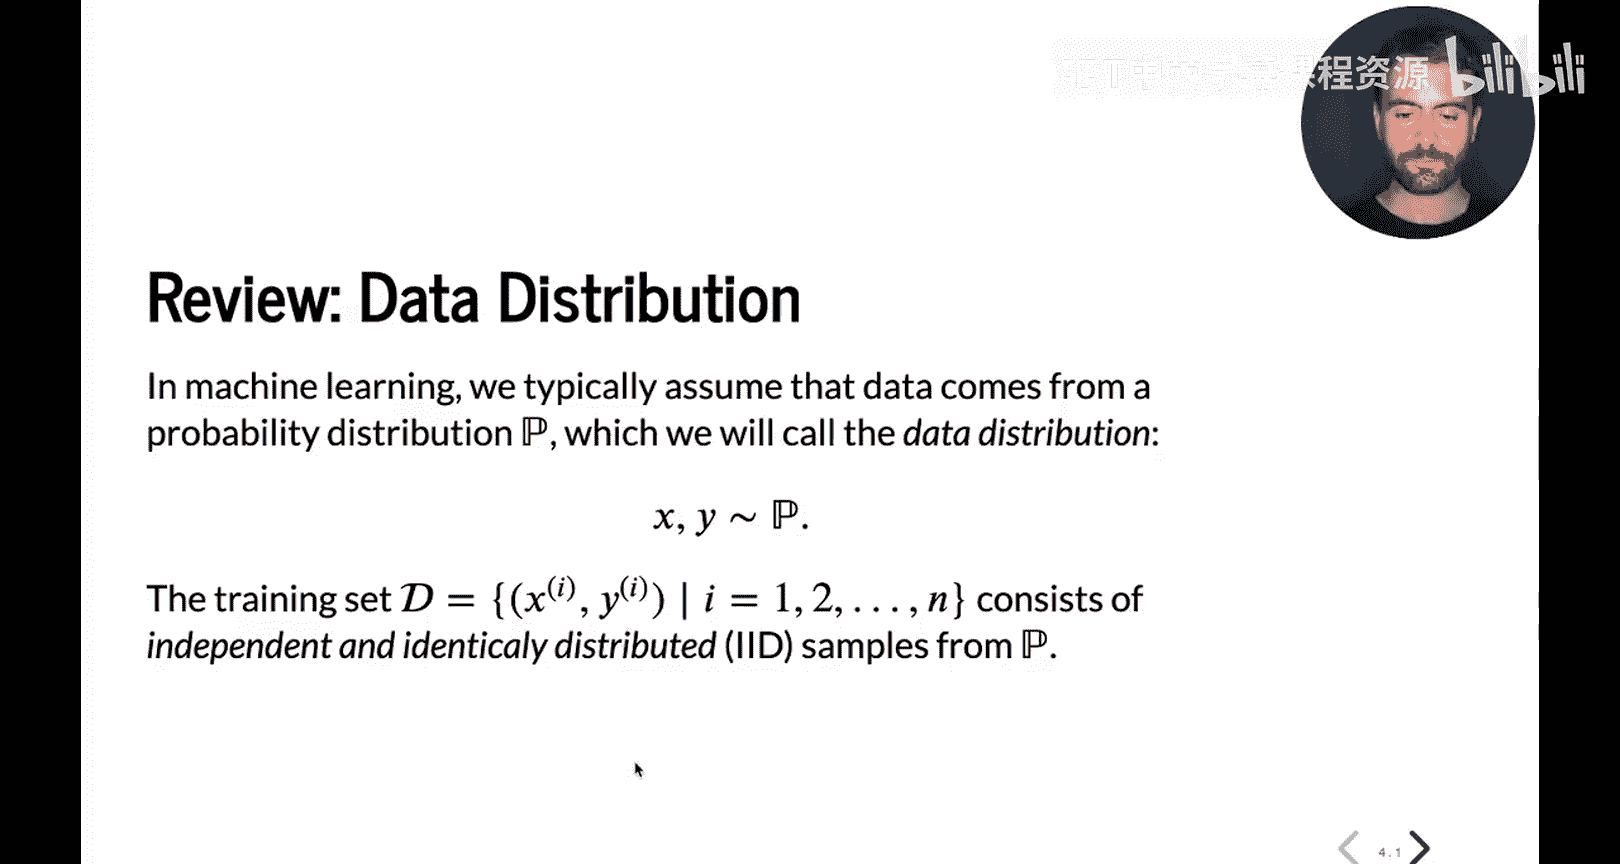 程资源 bilibili
Review: Data Distribution
In machine learning, we typically assume that data comes from a
probability distribution ℙ, which we will call the data distribution:
x, y ∼ ℙ.
The training set 𝒟 = {(x⁽ⁱ⁾, y⁽ⁱ⁾) | i = 1, 2, . . . , n} consists of
independent and identicaly distributed (IID) samples from ℙ.
4.1